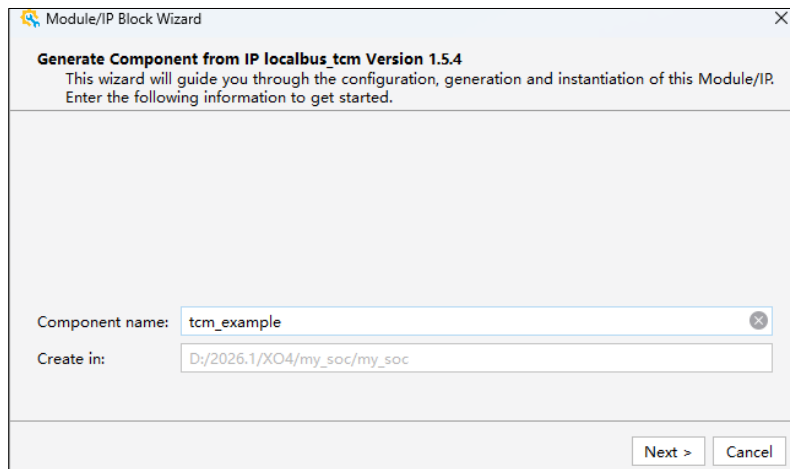 Module/IP Block Wizard
Generate Component from IP localbus_tcm Version 1.5.4
This wizard will guide you through the configuration, generation and instantiation of this Module/IP.
Enter the following information to get started.
Component name: tcm_example
Create in: D:/2026.1/XO4/my_soc/my_soc
Next > Cancel